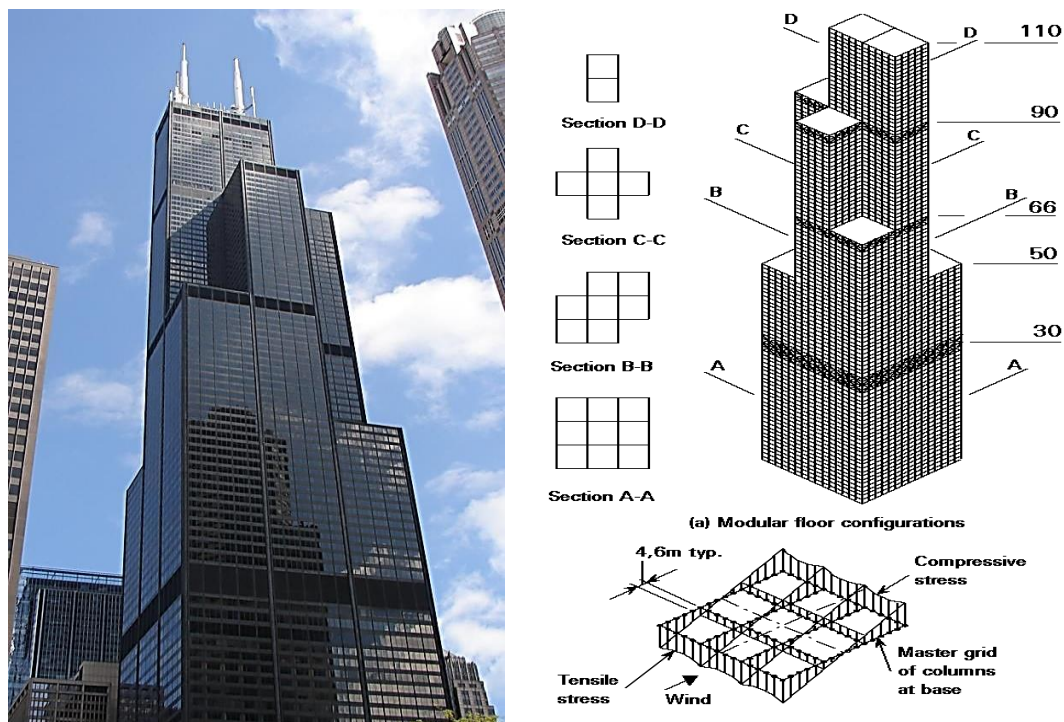 D
D
110
Section D-D
90
C
C
Section C-C
B
B
66
50
Section B-B
30
A
A
Section A-A
(a) Modular floor configurations
4,6m typ.
Compressive
stress
Tensile
stress
Wind
Master grid
of columns
at base